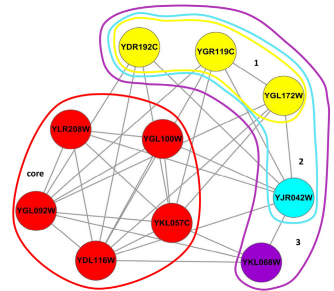 YDR192C
YGR119C
1
YGL172W
YLR208W
YGL100W
core
2
YJR042W
YGL092W
YKL057C
3
YDL116W
YKL068W